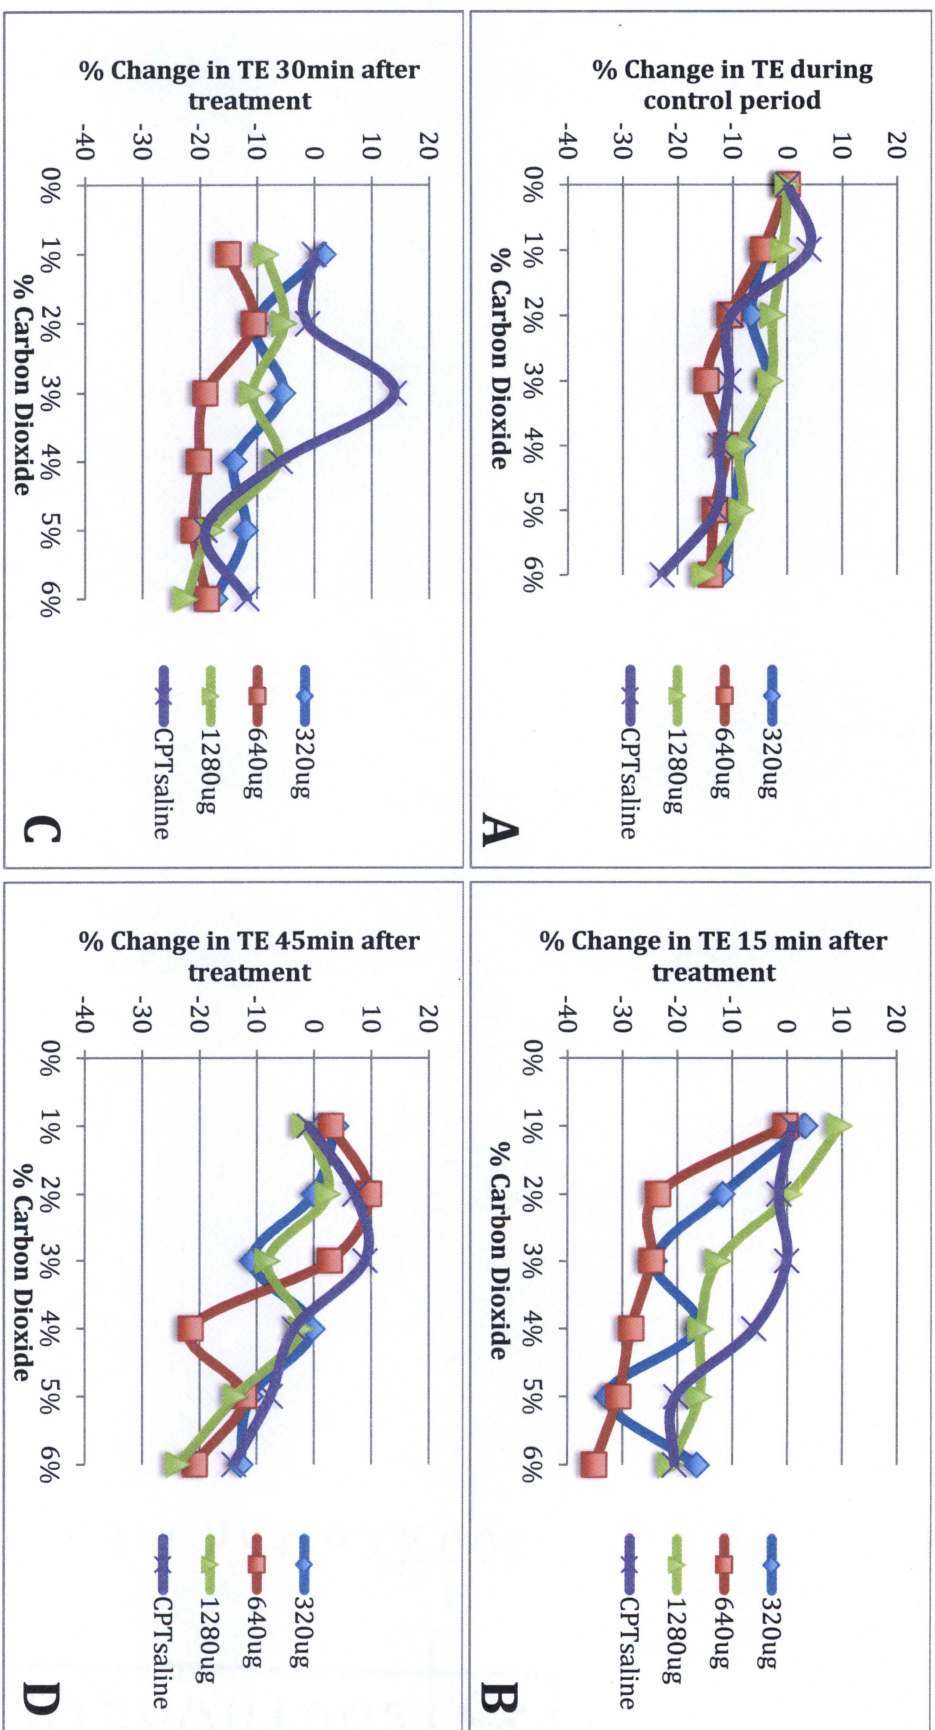 % Change in TE during
control period
20
10
0
-10
-20
-30
-40
0% 1% 2% 3% 4% 5% 6%
% Carbon Dioxide
320ug
640ug
1280ug
CPTsaline
A
% Change in TE 15 min after
treatment
20
10
0
-10
-20
-30
-40
0% 1% 2% 3% 4% 5% 6%
% Carbon Dioxide
320ug
640ug
1280ug
CPTsaline
B
% Change in TE 30min after
treatment
20
10
0
-10
-20
-30
-40
0% 1% 2% 3% 4% 5% 6%
% Carbon Dioxide
320ug
640ug
1280ug
CPTsaline
C
% Change in TE 45min after
treatment
20
10
0
-10
-20
-30
-40
0% 1% 2% 3% 4% 5% 6%
% Carbon Dioxide
320ug
640ug
1280ug
CPTsaline
D